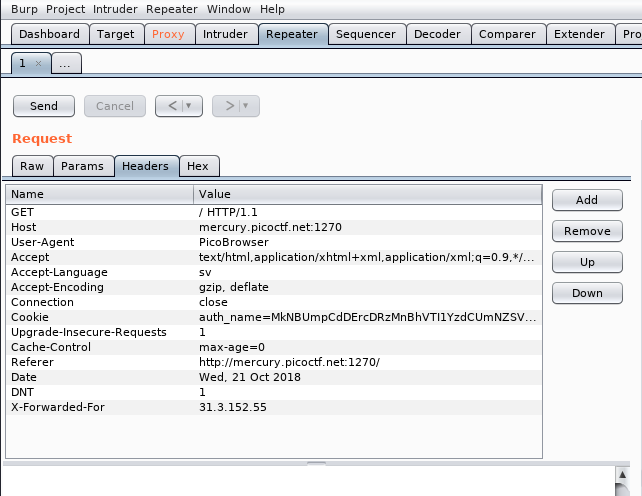 Burp Project Intruder Repeater Window Help
Dashboard Target Proxy Intruder Repeater Sequencer Decoder Comparer Extender Pro
1 × ...
Send Cancel < ▼ > ▼
Request
Raw Params Headers Hex
Name Value
GET / HTTP/1.1
Host mercury.picoctf.net:1270
User-Agent PicoBrowser
Accept text/html,application/xhtml+xml,application/xml;q=0.9,*/...
Accept-Language sv
Accept-Encoding gzip, deflate
Connection close
Cookie auth_name=MkNBUmpCdDErcDRzMnBhVTI1YzdCUmNZSV...
Upgrade-Insecure-Requests 1
Cache-Control max-age=0
Referer http://mercury.picoctf.net:1270/
Date Wed, 21 Oct 2018
DNT 1
X-Forwarded-For 31.3.152.55
Add
Remove
Up
Down